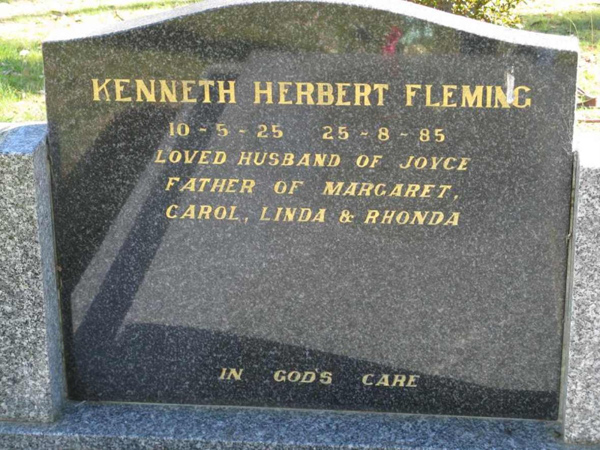 KENNETH HERBERT FLEMING
10-5-25 25-8-85
LOVED HUSBAND OF JOYCE
FATHER OF MARGARET,
CAROL, LINDA & RHONDA
IN GOD'S CARE